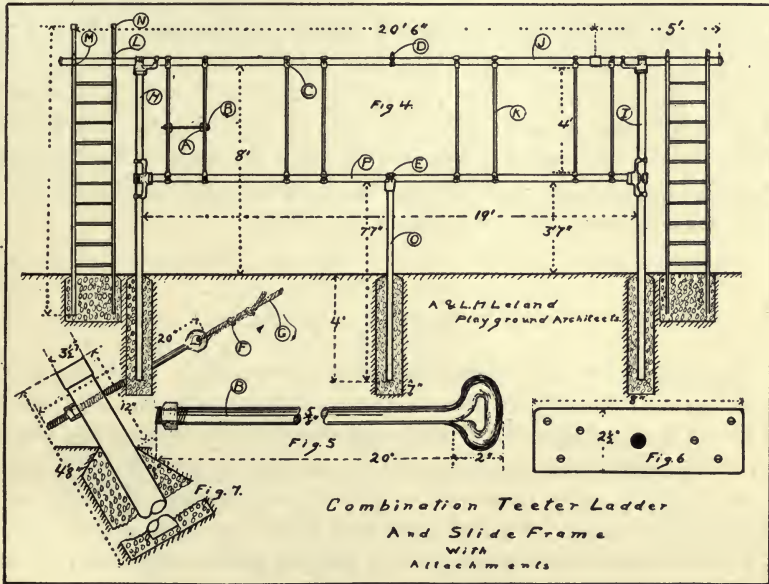 N
M
L
20' 6"
5'
D
J
H
C
Fig 4.
B
A
8'
K
4'
I
P
E
19'
7'7"
O
3' 7"
4'
A & L.M Leland
Playground Architects.
20"
F
G
3½"
12"
7"
B
Fig. 5
20"
2"
8"
2½"
Fig. 6
4'8"
Fig. 7.
Combination Teeter Ladder
And Slide Frame
With
Attachments